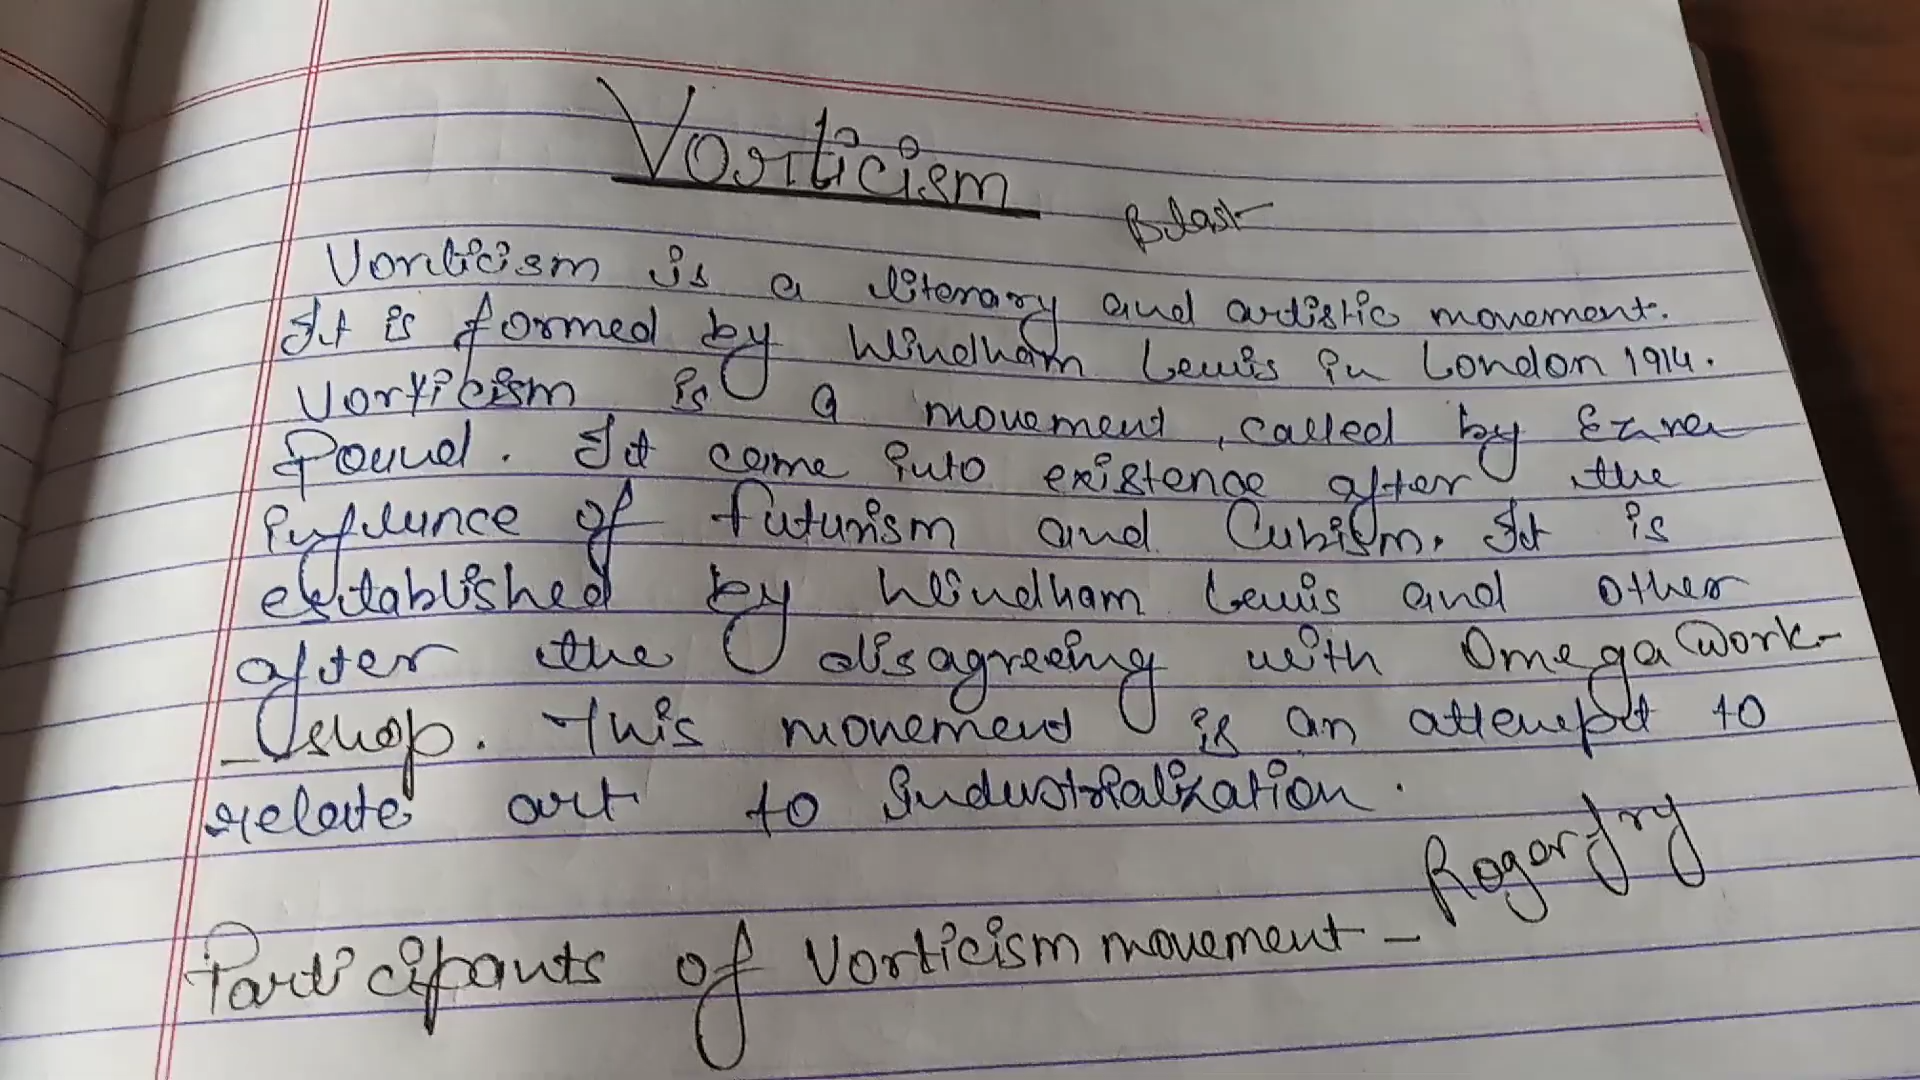 Vorticism
Blast
Vorticism is a literary and artistic movement.
It is formed by Windham Lewis in London 1914.
Vorticism is a movement, called by Ezra
Pound. It came into existence after the
influence of futurism and Cubism. It is
established by Windham Lewis and other
after the disagreeing with Omega Work-
shop. This movement is an attempt to
relate art to Industrialization.
Rogar fry
Participants of Vorticism movement -